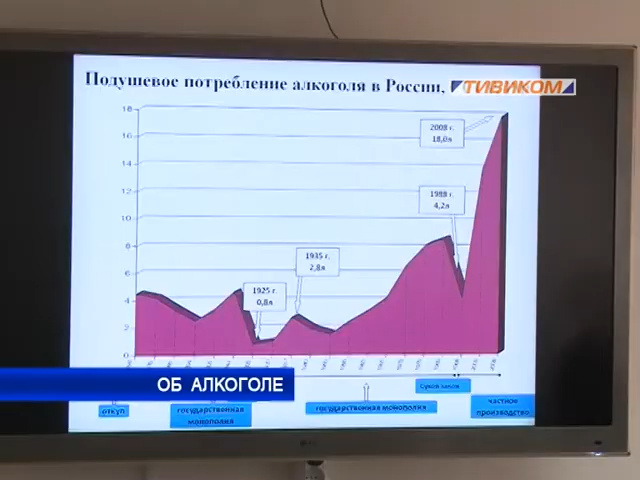 Подушевое потребление алкоголя в России,
ТИВИКОМ
18
16
14
12
10
8
6
4
2
0
2008 г.
18,0л
1988 г.
4,2л
1935 г.
2,8л
1925 г.
0,8л
ОБ АЛКОГОЛЕ
откуп
государственная
монополия
государственная монополия
Сухой закон
частное
производство
LG